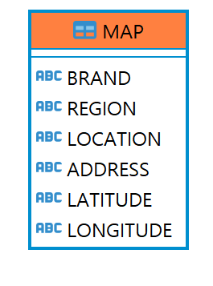 MAP
ABC BRAND
ABC REGION
ABC LOCATION
ABC ADDRESS
ABC LATITUDE
ABC LONGITUDE